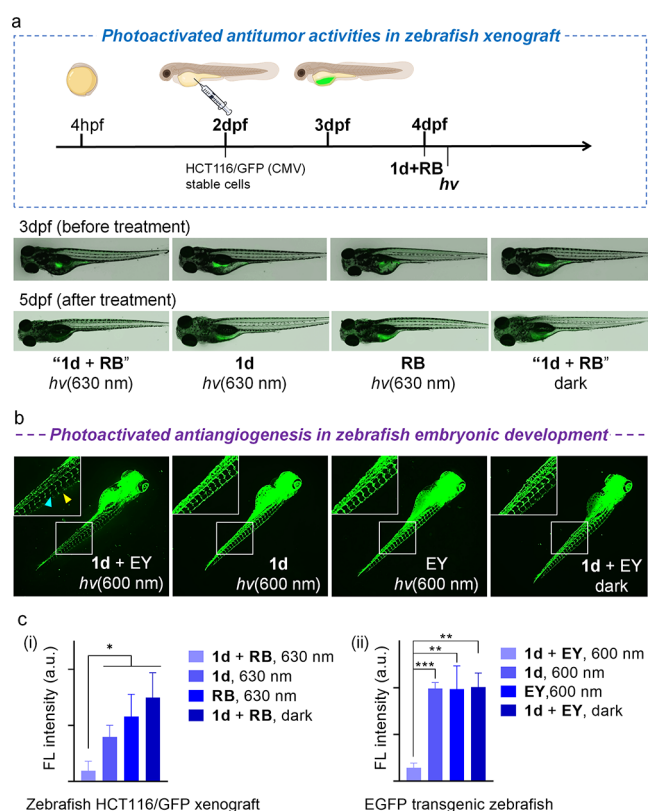 a
Photoactivated antitumor activities in zebrafish xenograft
4hpf
2dpf
3dpf
4dpf
HCT116/GFP (CMV)
stable cells
1d+RB
hv
3dpf (before treatment)
5dpf (after treatment)
“1d + RB”
hv(630 nm)
1d
hv(630 nm)
RB
hv(630 nm)
“1d + RB”
dark
b
Photoactivated antiangiogenesis in zebrafish embryonic development
1d + EY
hv(600 nm)
1d
hv(600 nm)
EY
hv(600 nm)
1d + EY
dark
c
(i)
FL intensity (a.u.)
*
1d + RB, 630 nm
1d, 630 nm
RB, 630 nm
1d + RB, dark
Zebrafish HCT116/GFP xenograft
(ii)
FL intensity (a.u.)
**
**
***
1d + EY, 600 nm
1d, 600 nm
EY,600 nm
1d + EY, dark
EGFP transgenic zebrafish